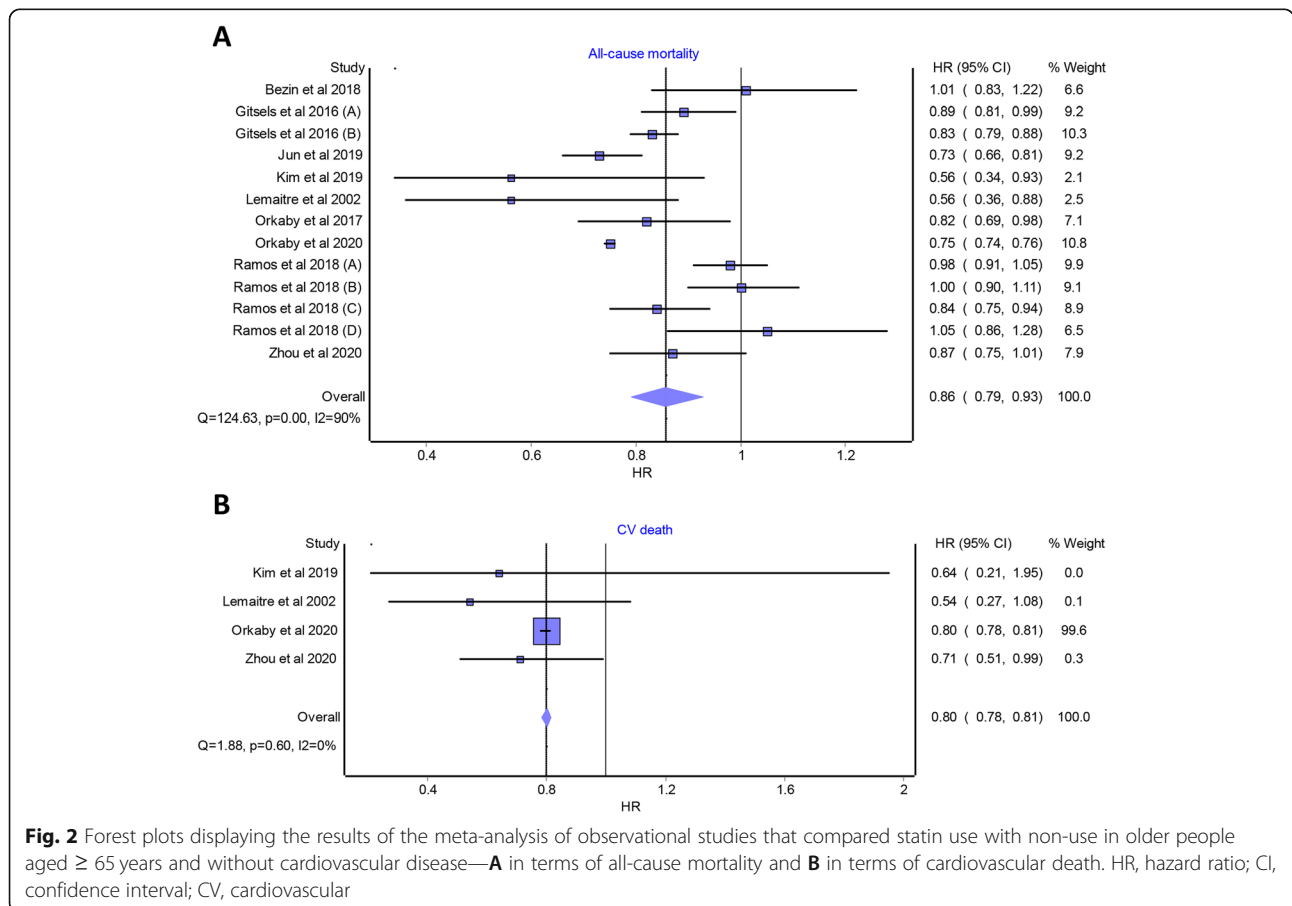 A
All-cause mortality
Study HR (95% CI) % Weight
Bezin et al 2018 1.01 ( 0.83, 1.22) 6.6
Gitsels et al 2016 (A) 0.89 ( 0.81, 0.99) 9.2
Gitsels et al 2016 (B) 0.83 ( 0.79, 0.88) 10.3
Jun et al 2019 0.73 ( 0.66, 0.81) 9.2
Kim et al 2019 0.56 ( 0.34, 0.93) 2.1
Lemaitre et al 2002 0.56 ( 0.36, 0.88) 2.5
Orkaby et al 2017 0.82 ( 0.69, 0.98) 7.1
Orkaby et al 2020 0.75 ( 0.74, 0.76) 10.8
Ramos et al 2018 (A) 0.98 ( 0.91, 1.05) 9.9
Ramos et al 2018 (B) 1.00 ( 0.90, 1.11) 9.1
Ramos et al 2018 (C) 0.84 ( 0.75, 0.94) 8.9
Ramos et al 2018 (D) 1.05 ( 0.86, 1.28) 6.5
Zhou et al 2020 0.87 ( 0.75, 1.01) 7.9
Overall 0.86 ( 0.79, 0.93) 100.0
Q=124.63, p=0.00, I2=90%
0.4 0.6 0.8 1 1.2
HR
B
CV death
Study HR (95% CI) % Weight
Kim et al 2019 0.64 ( 0.21, 1.95) 0.0
Lemaitre et al 2002 0.54 ( 0.27, 1.08) 0.1
Orkaby et al 2020 0.80 ( 0.78, 0.81) 99.6
Zhou et al 2020 0.71 ( 0.51, 0.99) 0.3
Overall 0.80 ( 0.78, 0.81) 100.0
Q=1.88, p=0.60, I2=0%
0.4 0.8 1.2 1.6 2
HR
Fig. 2 Forest plots displaying the results of the meta-analysis of observational studies that compared statin use with non-use in older people
aged ≥ 65 years and without cardiovascular disease—A in terms of all-cause mortality and B in terms of cardiovascular death. HR, hazard ratio; CI,
confidence interval; CV, cardiovascular